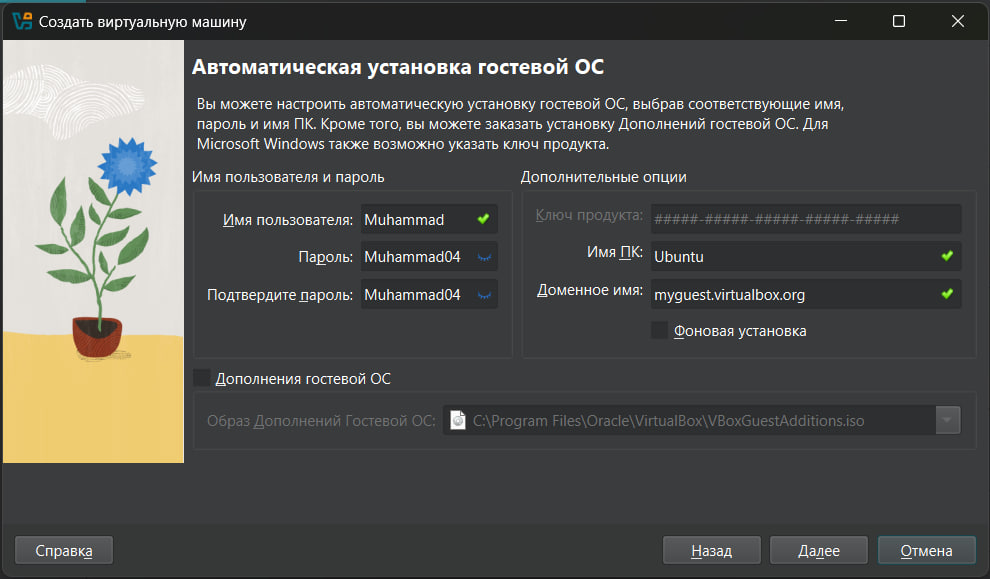 Создать виртуальную машину
Автоматическая установка гостевой ОС
Вы можете настроить автоматическую установку гостевой ОС, выбрав соответствующие имя,
пароль и имя ПК. Кроме того, вы можете заказать установку Дополнений гостевой ОС. Для
Microsoft Windows также возможно указать ключ продукта.
Имя пользователя и пароль
Имя пользователя: Muhammad
Пароль: Muhammad04
Подтвердите пароль: Muhammad04
Дополнительные опции
Ключ продукта: #####-#####-#####-#####-#####
Имя ПК: Ubuntu
Доменное имя: myguest.virtualbox.org
Фоновая установка
Дополнения гостевой ОС
Образ Дополнений Гостевой ОС: C:\Program Files\Oracle\VirtualBox\VBoxGuestAdditions.iso
Справка Назад Далее Отмена